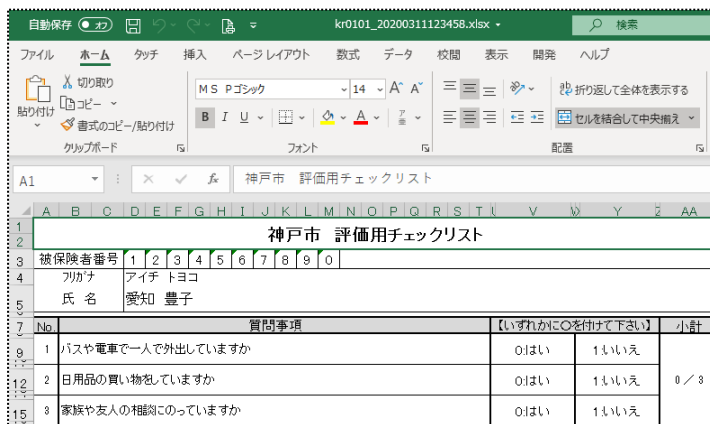 自動保存 オフ kr0101_20200311123458.xlsx 検索
ファイル ホーム タッチ 挿入 ページ レイアウト 数式 データ 校閲 表示 開発 ヘルプ
貼り付け 切り取り MS Pゴシック 14 A A 折り返して全体を表示する
コピー B I U A セルを結合して中央揃え
書式のコピー/貼り付け
クリップボード フォント 配置
A1 fx 神戸市 評価用チェックリスト
A B C D E F G H I J K L M N O P Q R S T V Y AA
1
2 神戸市 評価用チェックリスト
3 被保険者番号 1 2 3 4 5 6 7 8 9 0
4 フリガナ アイチ トヨコ
5 氏 名 愛知 豊子
7 No. 質問事項 【いずれかに○を付けて下さい】 小計
9 1 バスや電車で一人で外出していますか 0:はい 1:いいえ
12 2 日用品の買い物をしていますか 0:はい 1:いいえ 0/3
15 3 家族や友人の相談にのっていますか 0:はい 1:いいえ